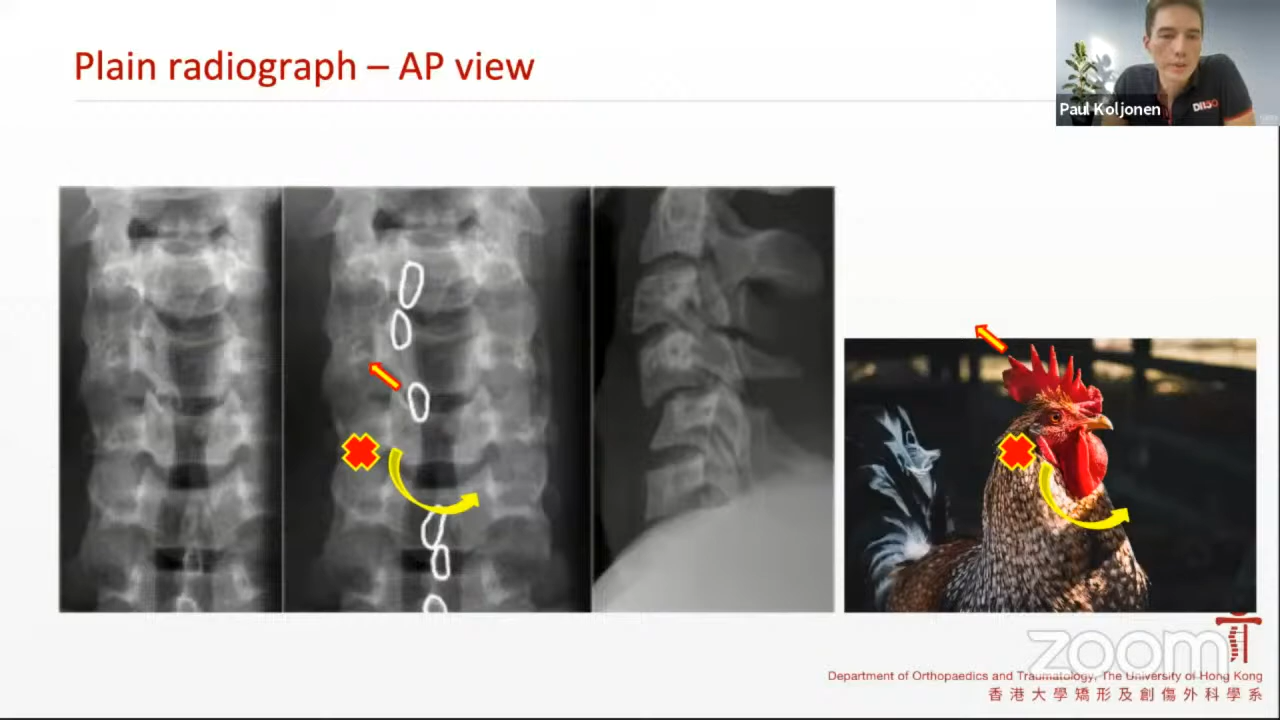 Plain radiograph – AP view
Paul Koljonen
zoom
Department of Orthopaedics and Traumatology, The University of Hong Kong
香港大學矯形及創傷外科學系